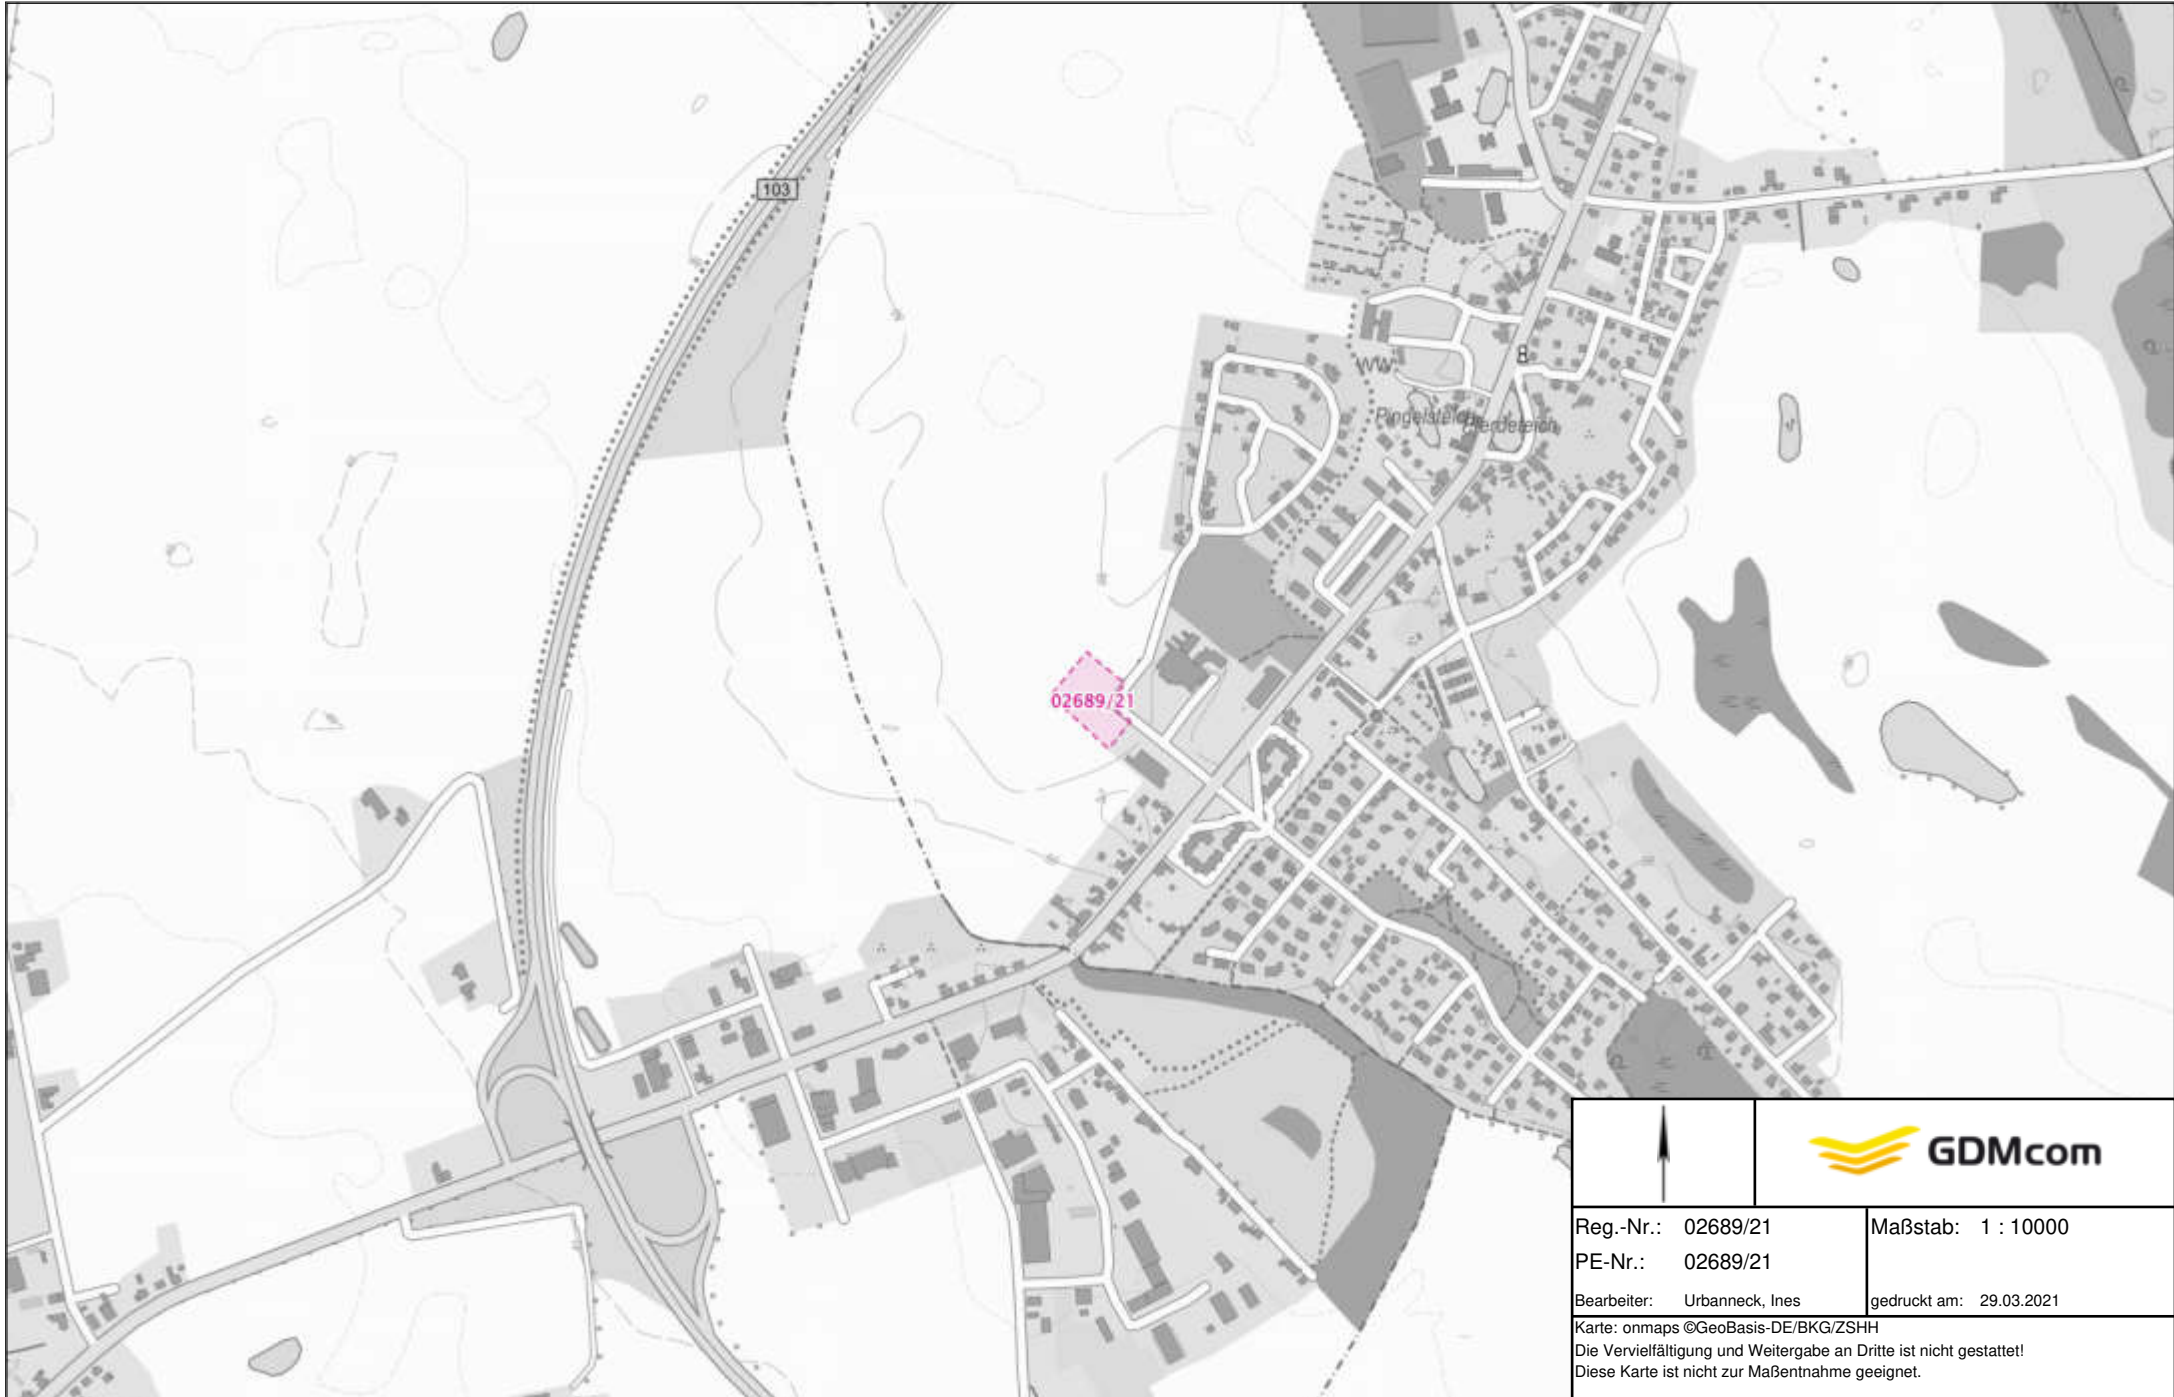 103
WW
Pingelsteich
Pferdeteich
02689/21
GDMcom
Reg.-Nr.: 02689/21
Maßstab: 1 : 10000
PE-Nr.: 02689/21
Bearbeiter: Urbanneck, Ines
gedruckt am: 29.03.2021
Karte: onmaps ©GeoBasis-DE/BKG/ZSHH
Die Vervielfältigung und Weitergabe an Dritte ist nicht gestattet!
Diese Karte ist nicht zur Maßentnahme geeignet.